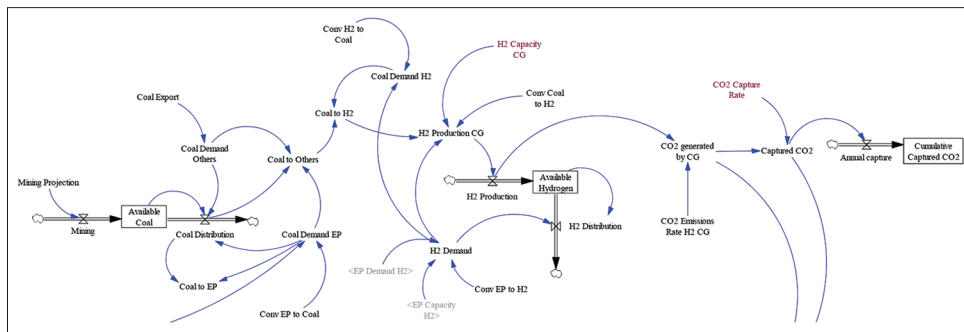 Conv H2 to
Coal
H2 Capacity
CG
Coal Demand H2
CO2 Capture
Rate
Coal Export
Conv Coal
to H2
Coal to H2
H2 Production CG
Coal Demand
Others
Coal to Others
CO2 generated
by CG
Captured CO2
Annual capture
Cumulative
Captured CO2
Mining Projection
Available
Hydrogen
H2 Production
Available
Coal
Mining
Coal Distribution
Coal Demand EP
H2 Distribution
CO2 Emissions
Rate H2 CG
H2 Demand
<EP Demand H2>
Coal to EP
Conv EP to H2
<EP Capacity
H2>
Conv EP to Coal